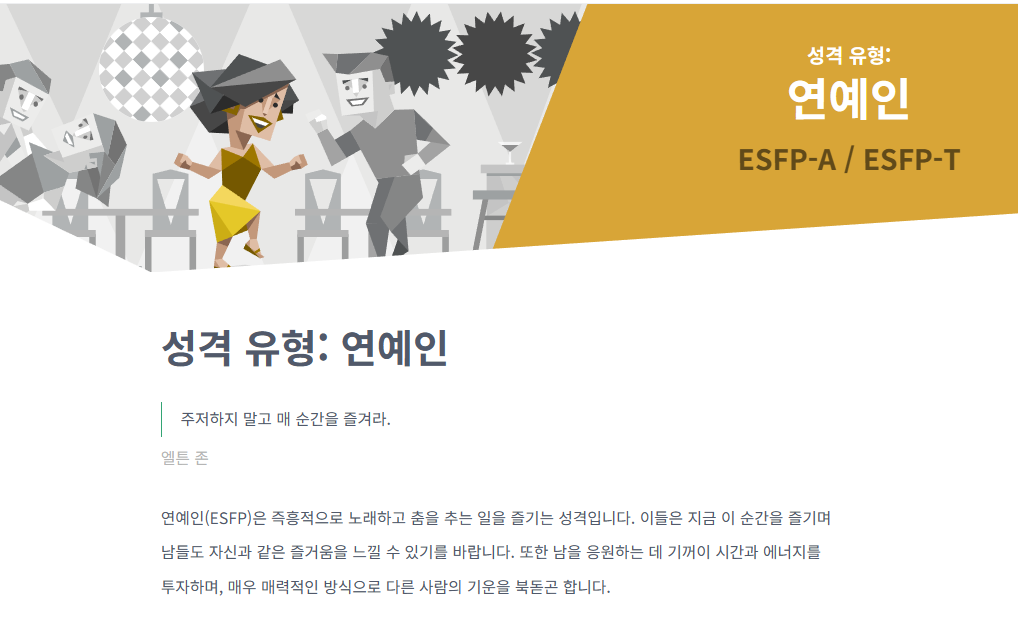 성격 유형:
연예인
ESFP-A / ESFP-T
성격 유형: 연예인
주저하지 말고 매 순간을 즐겨라.
엘튼 존
연예인(ESFP)은 즉흥적으로 노래하고 춤을 추는 일을 즐기는 성격입니다. 이들은 지금 이 순간을 즐기며
남들도 자신과 같은 즐거움을 느낄 수 있기를 바랍니다. 또한 남을 응원하는 데 기꺼이 시간과 에너지를
투자하며, 매우 매력적인 방식으로 다른 사람의 기운을 북돋곤 합니다.